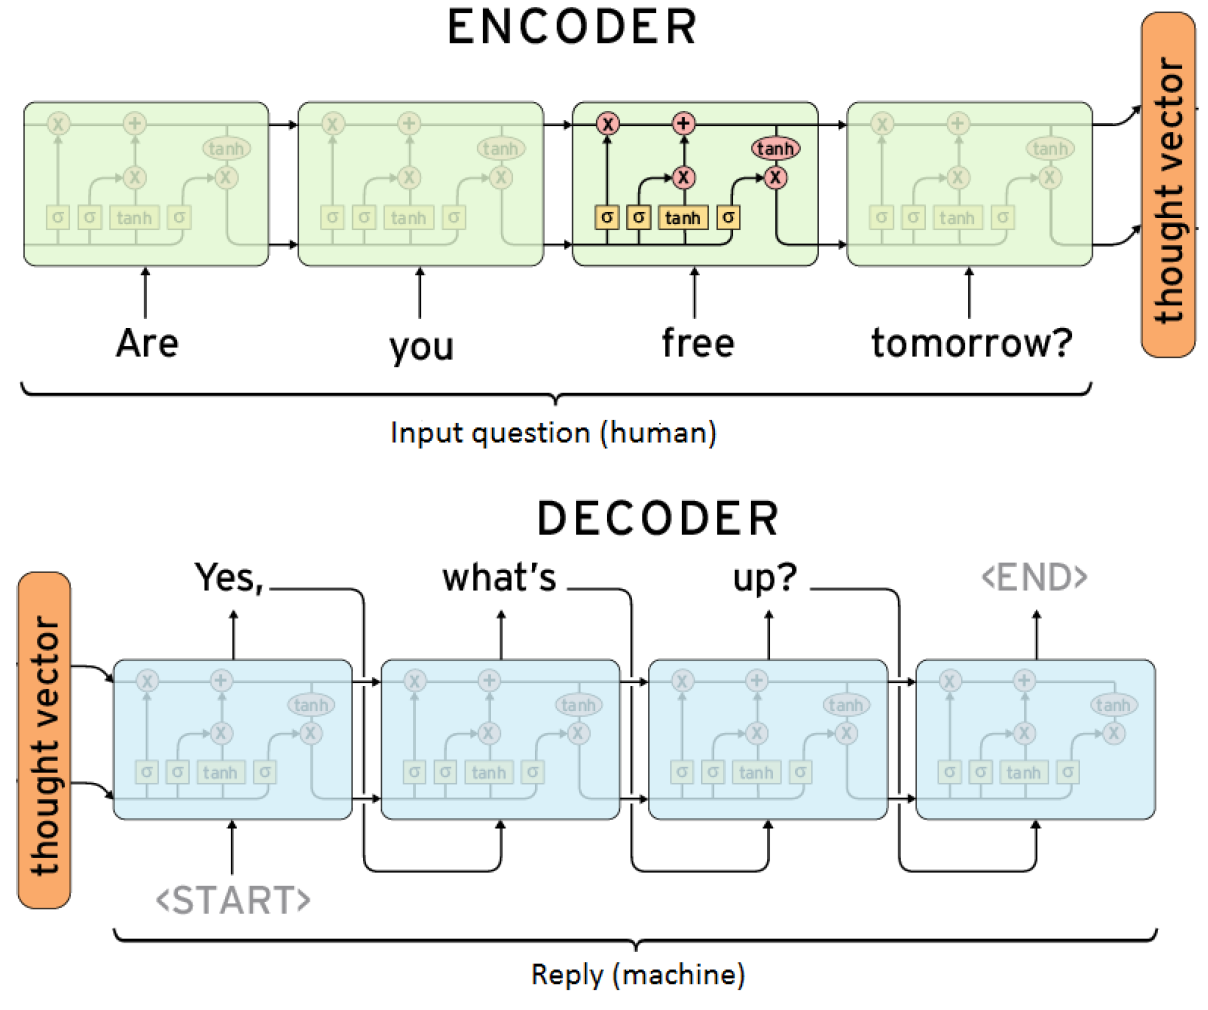 ENCODER
x + tanh x x σ σ tanh σ
x + tanh x x σ σ tanh σ
x + tanh x x σ σ tanh σ
x + tanh x x σ σ tanh σ
thought vector
Are you free tomorrow?
Input question (human)
DECODER
thought vector
Yes, what's up? <END>
x + tanh x x σ σ tanh σ
x + tanh x x σ σ tanh σ
x + tanh x x σ σ tanh σ
x + tanh x x σ σ tanh σ
<START>
Reply (machine)